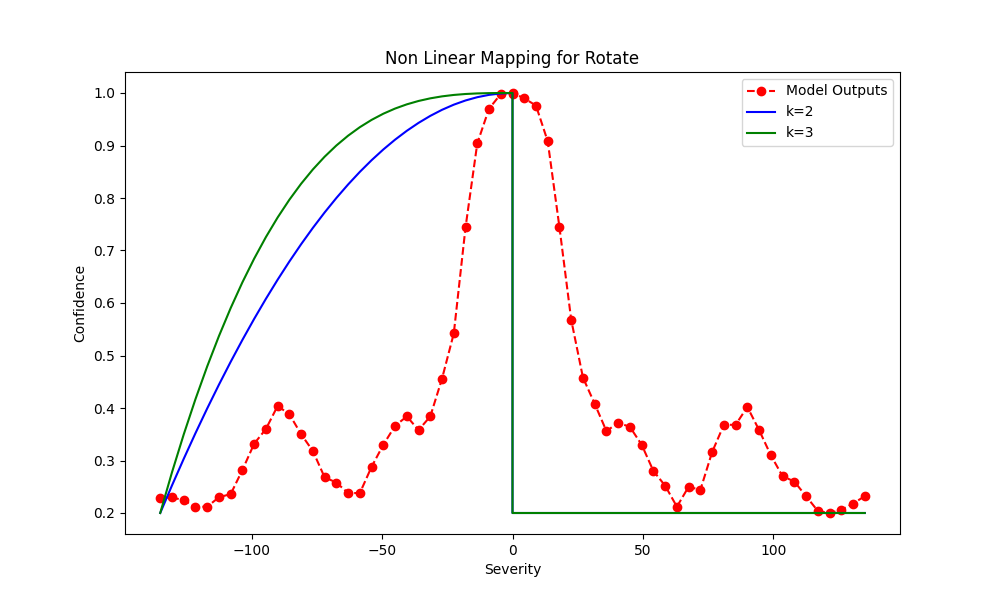 Non Linear Mapping for Rotate
Model Outputs
k=2
k=3
Confidence
1.0
0.9
0.8
0.7
0.6
0.5
0.4
0.3
0.2
−100
−50
0
50
100
Severity